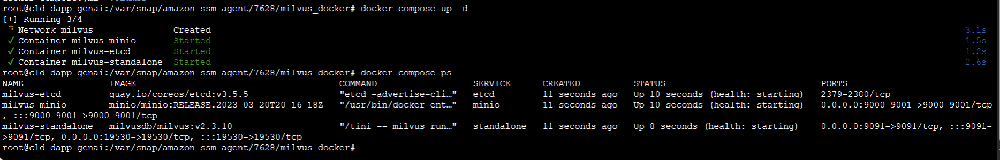 root@cld-dapp-genai:/var/snap/amazon-ssm-agent/7628/milvus_docker# docker compose up -d
[+] Running 3/4
Network milvus Created 3.1s
✓ Container milvus-minio Started 1.5s
✓ Container milvus-etcd Started 1.2s
✓ Container milvus-standalone Started 2.6s
root@cld-dapp-genai:/var/snap/amazon-ssm-agent/7628/milvus_docker# docker compose ps
NAME IMAGE COMMAND SERVICE CREATED STATUS PORTS
milvus-etcd quay.io/coreos/etcd:v3.5.5 "etcd -advertise-cli…" etcd 11 seconds ago Up 10 seconds (health: starting) 2379-2380/tcp
milvus-minio minio/minio:RELEASE.2023-03-20T20-16-18Z "/usr/bin/docker-ent…" minio 11 seconds ago Up 10 seconds (health: starting) 0.0.0.0:9000-9001->9000-9001/tcp
, :::9000-9001->9000-9001/tcp
milvus-standalone milvusdb/milvus:v2.3.10 "/tini -- milvus run…" standalone 11 seconds ago Up 8 seconds (health: starting) 0.0.0.0:9091->9091/tcp, :::9091-
>9091/tcp, 0.0.0.0:19530->19530/tcp, :::19530->19530/tcp
root@cld-dapp-genai:/var/snap/amazon-ssm-agent/7628/milvus_docker#